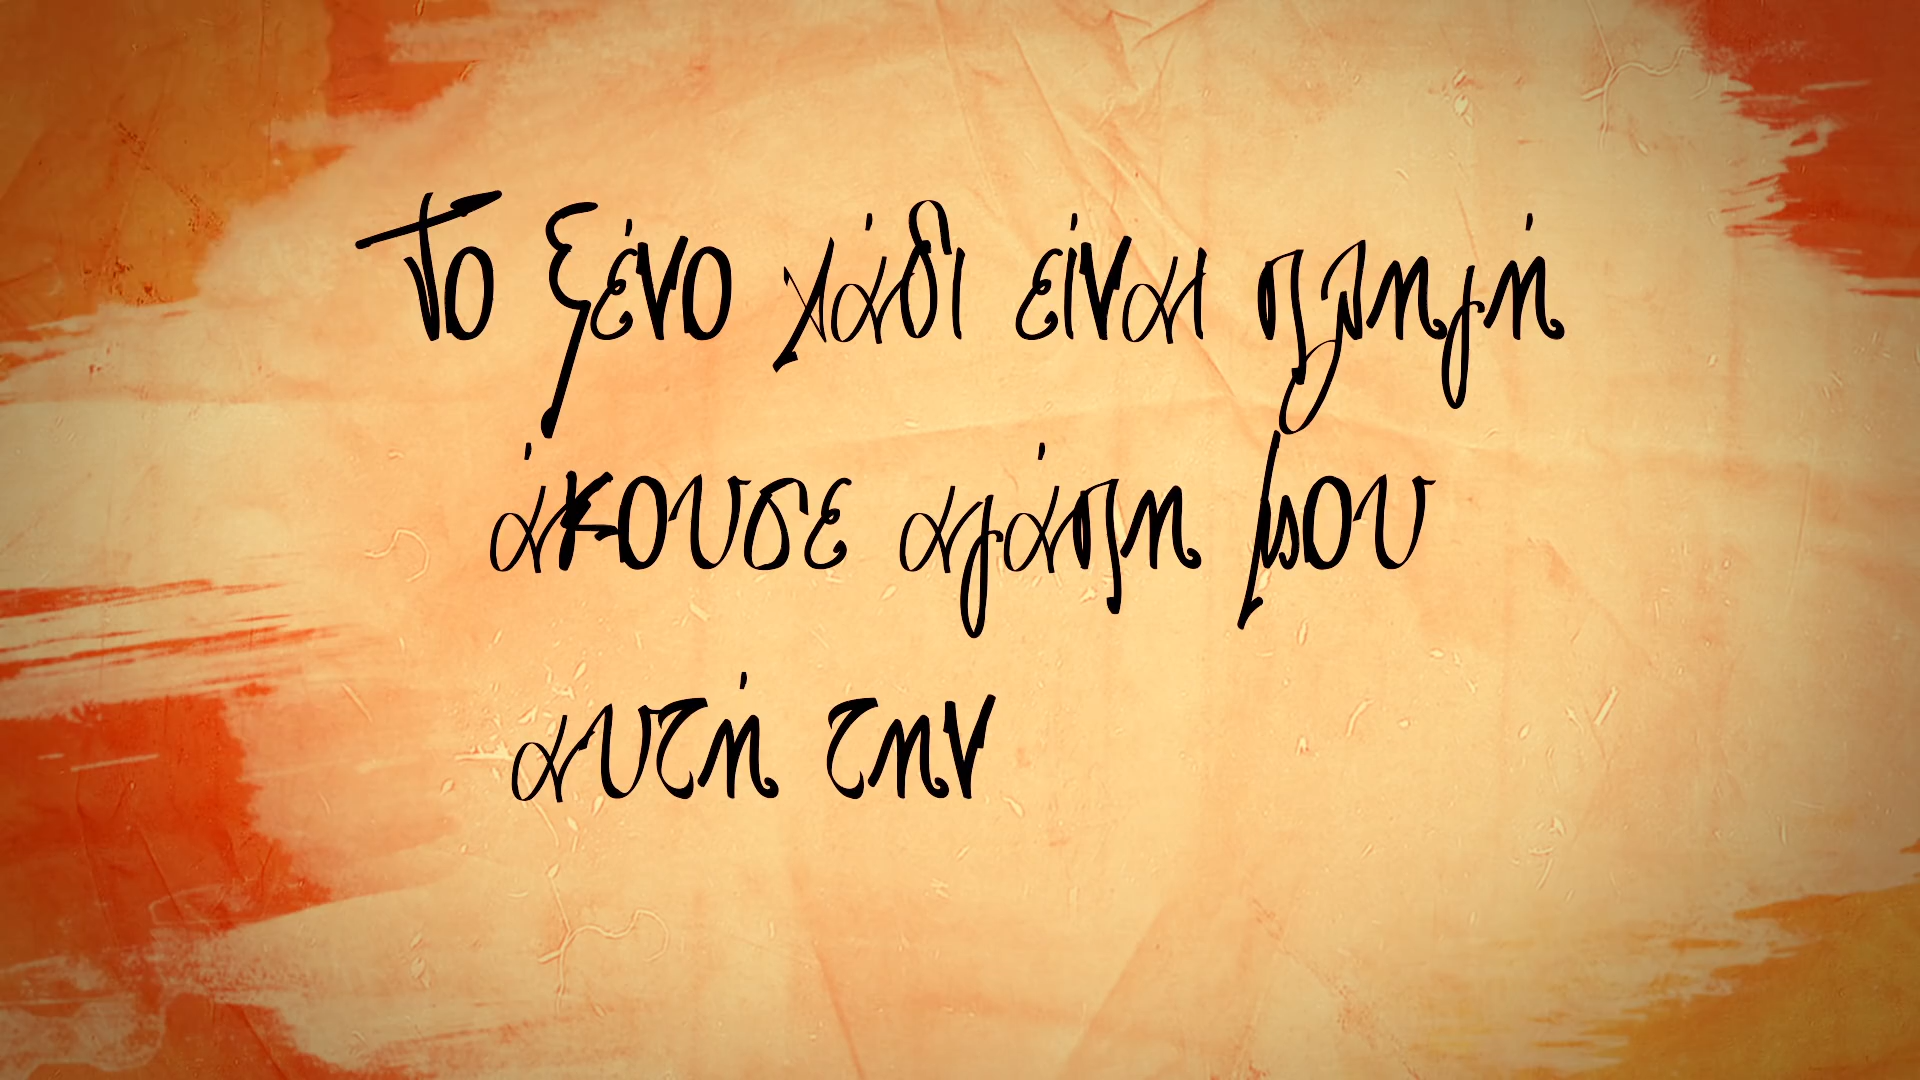 Το ξένο χάδι είναι πληγή
άκουσε αγάπη μου
αυτή την